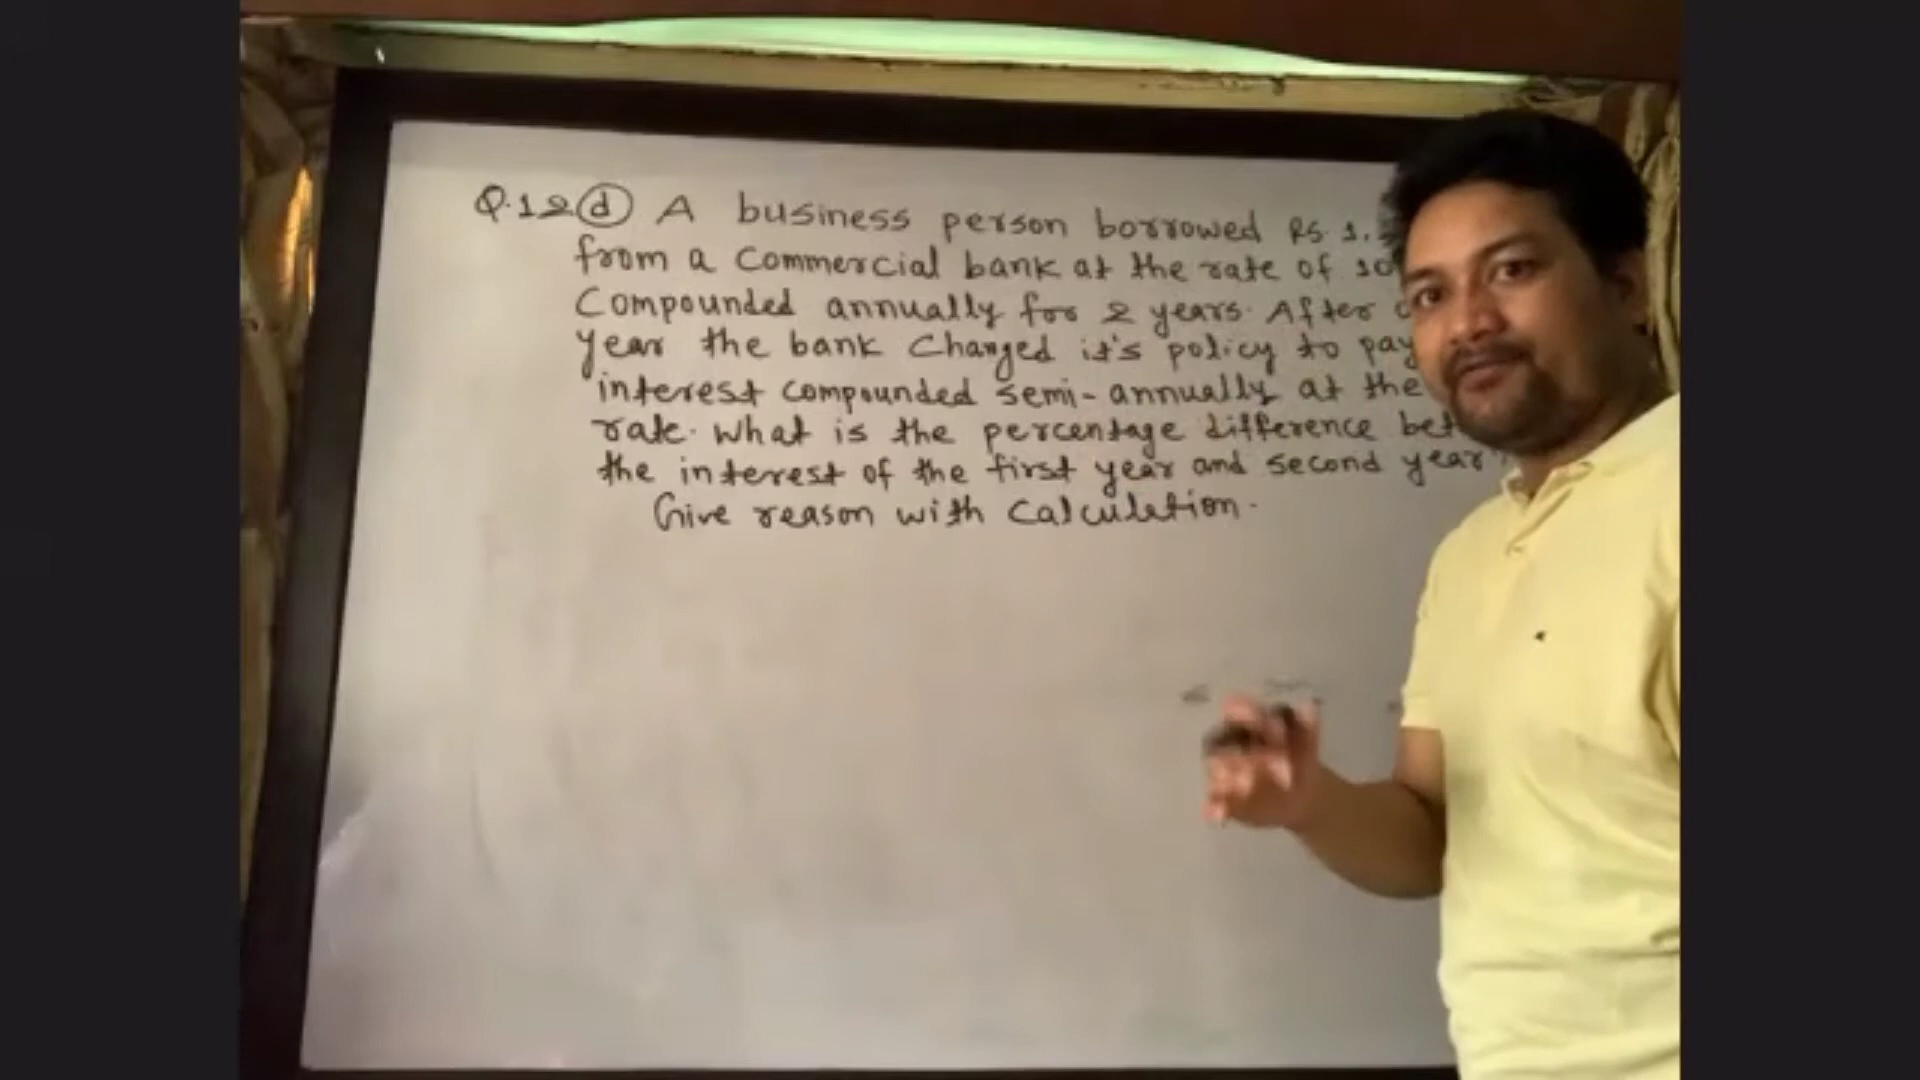 Q.12 (d) A business person borrowed Rs. 1.
from a Commercial bank at the rate of 10
Compounded annually for 2 years. After
year the bank Changed it's policy to pay
interest compounded semi-annually at the
rate. What is the percentage difference bet
the interest of the first year and second year?
Give reason with Calculation.